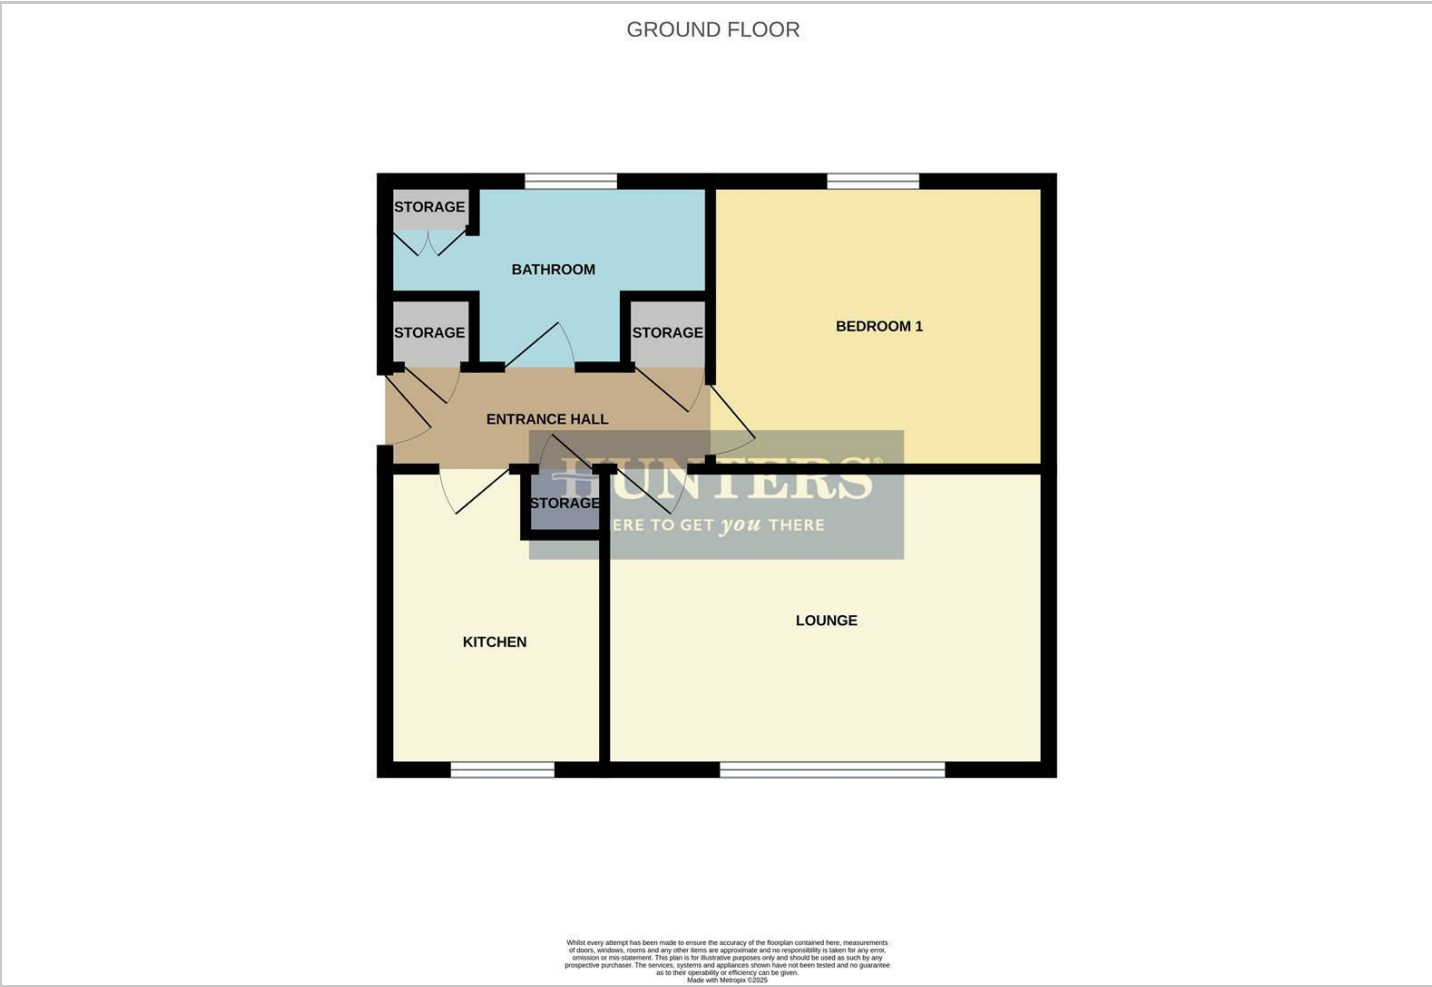 GROUND FLOOR
STORAGE
BATHROOM
STORAGE
STORAGE
BEDROOM 1
ENTRANCE HALL
HUNTERS®
STORAGE
HERE TO GET you THERE
LOUNGE
KITCHEN
Whilst every attempt has been made to ensure the accuracy of the floorplan contained here, measurements
of doors, windows, rooms and any other items are approximate and no responsibility is taken for any error,
omission or mis-statement. This plan is for illustrative purposes only and should be used as such by any
prospective purchaser. The services, systems and appliances shown have not been tested and no guarantee
as to their operability or efficiency can be given.
Made with Metropix ©2025